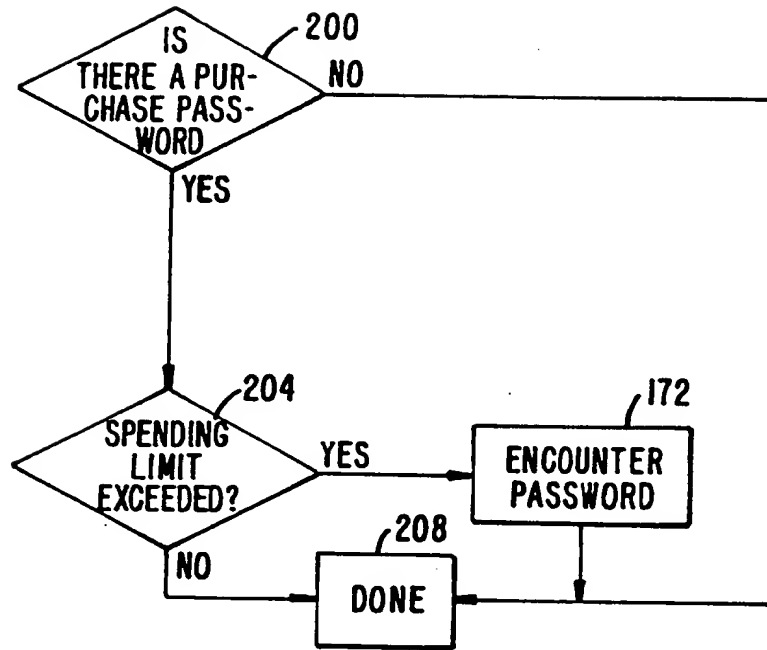 200
IS
THERE A PUR-
CHASE PASS-
WORD
NO
YES
204
SPENDING
LIMIT
EXCEEDED?
YES
172
ENCOUNTER
PASSWORD
NO
208
DONE